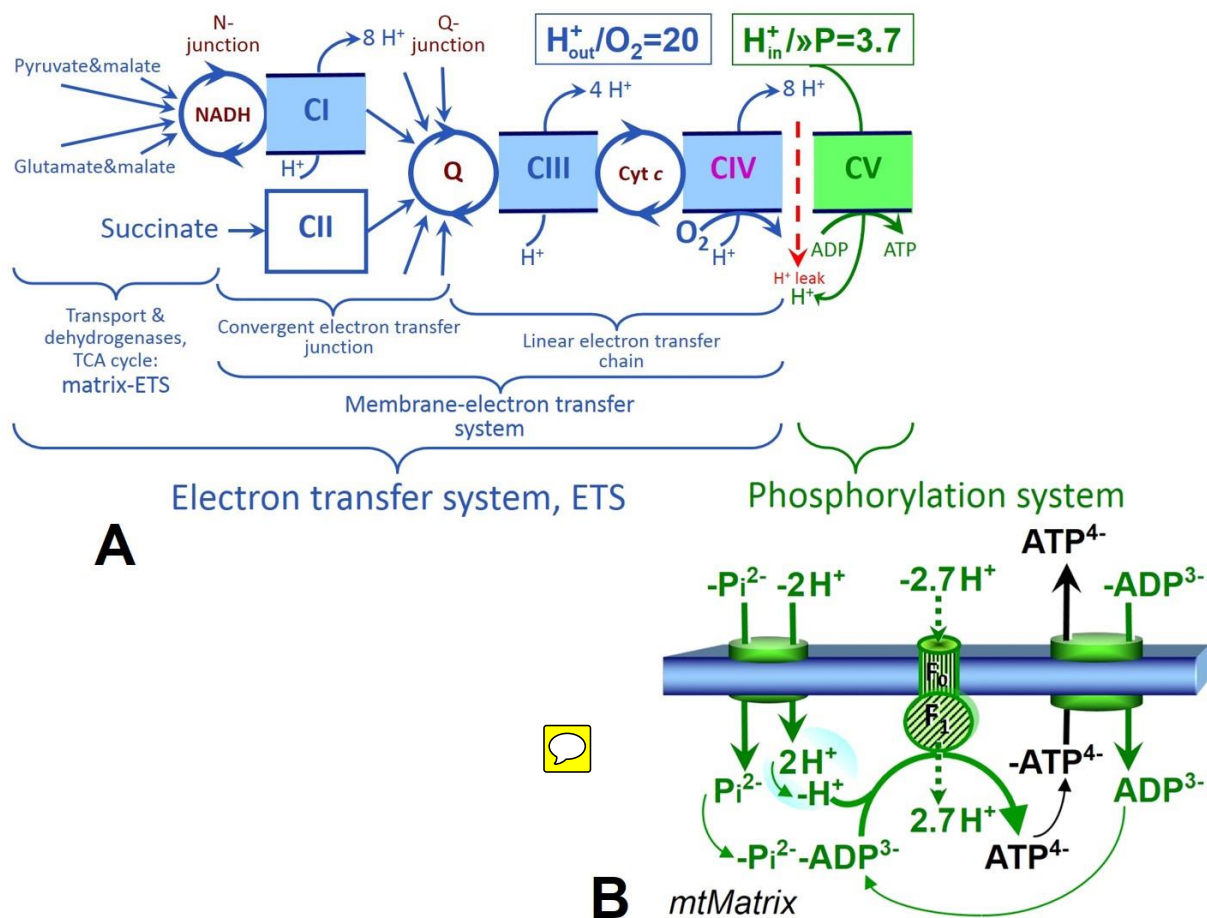 N-
junction
8 H⁺
Q-
junction
H⁺out/O₂=20
H⁺in/»P=3.7
Pyruvate&malate
NADH
CI
4 H⁺
8 H⁺
Glutamate&malate
H⁺
Q
CIII
Cyt c
CIV
CV
Succinate
CII
H⁺
O₂
H⁺
ADP
ATP
H⁺ leak
H⁺
Transport &
dehydrogenases,
TCA cycle:
matrix-ETS
Convergent electron transfer
junction
Linear electron transfer
chain
Membrane-electron transfer
system
Electron transfer system, ETS
Phosphorylation system
A
ATP⁴⁻
-Pi²⁻
-2H⁺
-2.7H⁺
-ADP³⁻
F₀
F₁
2H⁺
-H⁺
-ATP⁴⁻
Pi²⁻
2.7H⁺
ADP³⁻
-Pi²⁻-ADP³⁻
ATP⁴⁻
B
mtMatrix